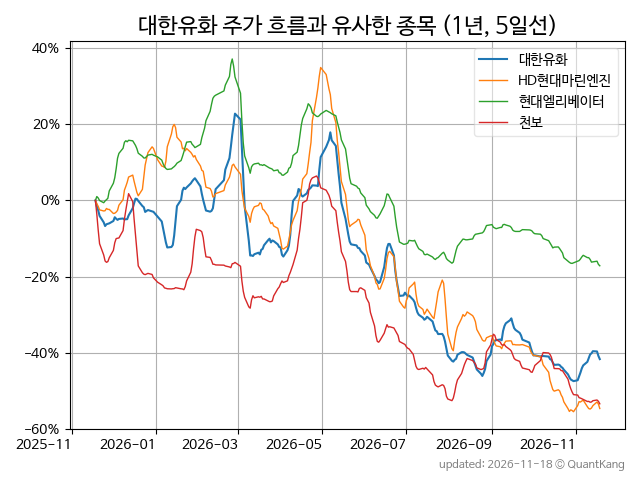 대한유화 주가 흐름과 유사한 종목 (1년, 5일선)
대한유화
HD현대마린엔진
현대엘리베이터
천보
40%
20%
0%
−20%
−40%
−60%
2025−11
2026−01
2026−03
2026−05
2026−07
2026−09
2026−11
updated: 2026-11-18 © QuantKang